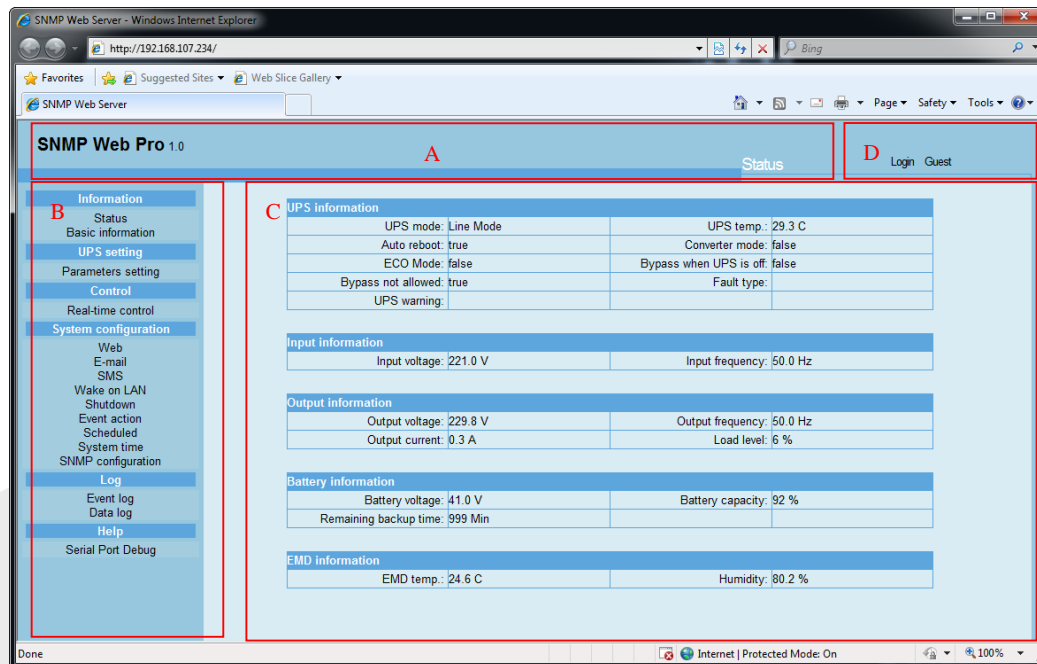 SNMP Web Server - Windows Internet Explorer
http://192.168.107.234/
Bing
Favorites Suggested Sites Web Slice Gallery
SNMP Web Server
Page Safety Tools
SNMP Web Pro 1.0
A
Status
D
Login Guest
B
Information
Status
Basic information
UPS setting
Parameters setting
Control
Real-time control
System configuration
Web
E-mail
SMS
Wake on LAN
Shutdown
Event action
Scheduled
System time
SNMP configuration
Log
Event log
Data log
Help
Serial Port Debug
C
UPS information
UPS mode: Line Mode UPS temp.: 29.3 C
Auto reboot: true Converter mode: false
ECO Mode: false Bypass when UPS is off: false
Bypass not allowed: true Fault type:
UPS warning:
Input information
Input voltage: 221.0 V Input frequency: 50.0 Hz
Output information
Output voltage: 229.8 V Output frequency: 50.0 Hz
Output current: 0.3 A Load level: 6 %
Battery information
Battery voltage: 41.0 V Battery capacity: 92 %
Remaining backup time: 999 Min
EMD information
EMD temp.: 24.6 C Humidity: 80.2 %
Done Internet | Protected Mode: On 100%